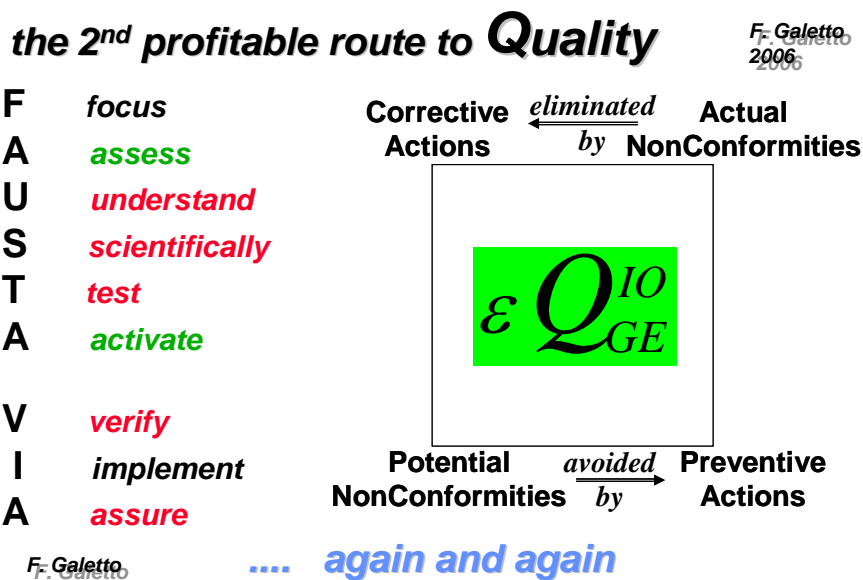 the 2nd profitable route to Quality
F. Galetto
2006
F focus
A assess
U understand
S scientifically
T test
A activate
V verify
I implement
A assure
Corrective Actions eliminated by Actual NonConformities
ε Q IO GE
Potential NonConformities avoided by Preventive Actions
F. Galetto
.... again and again